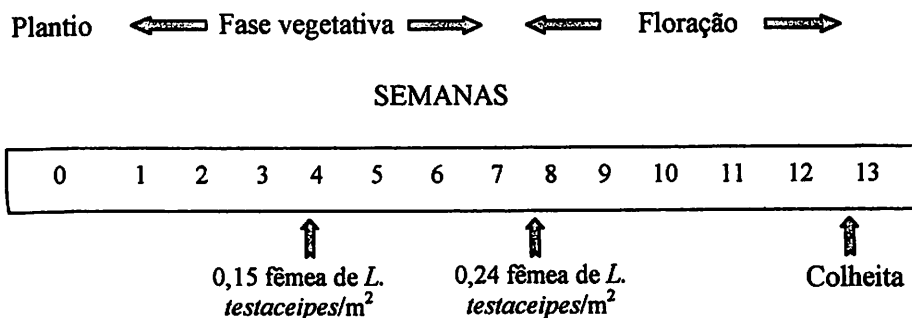 Plantio Fase vegetativa Floração
SEMANAS
0 1 2 3 4 5 6 7 8 9 10 11 12 13
0,15 fêmea de L. 0,24 fêmea de L. Colheita
testaceipes/m² testaceipes/m²